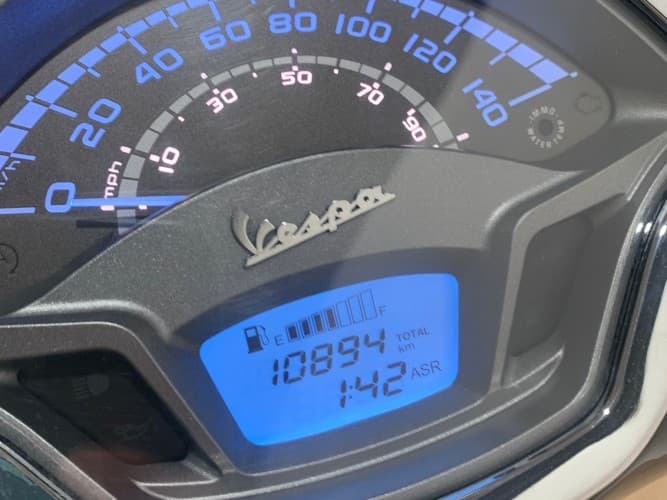 0 20 40 60 80 100 120 140
km/h
mph 10 30 50 70 90
IMMO
WATER TEMP
Vespa
E F
10894 TOTAL km
1:42 ASR